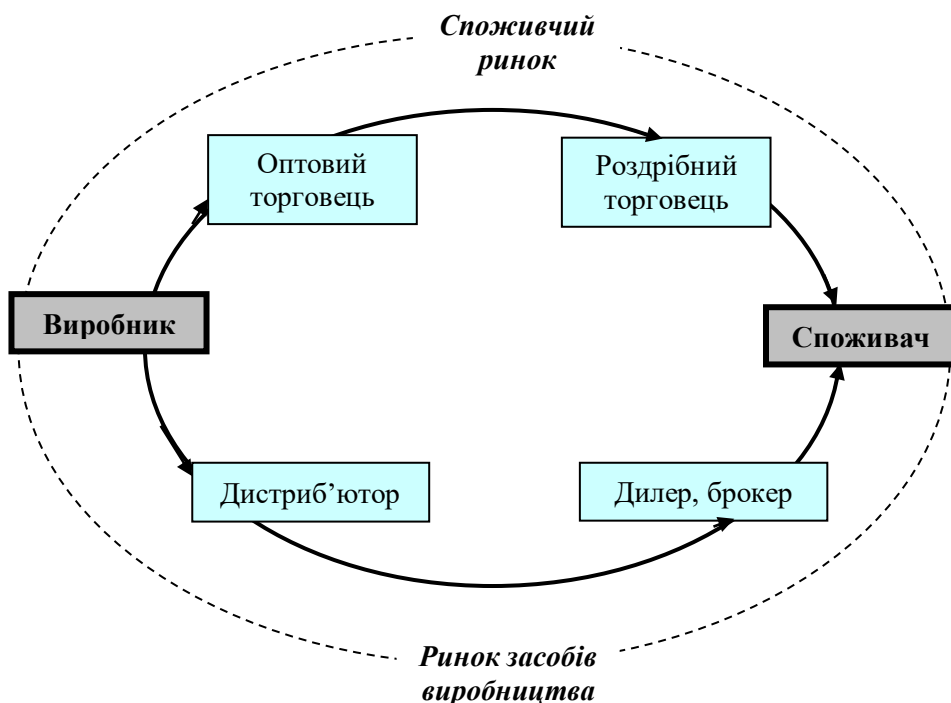 Споживчий
ринок
Оптовий
торговець
Роздрібний
торговець
Виробник
Споживач
Дистриб’ютор
Дилер, брокер
Ринок засобів
виробництва